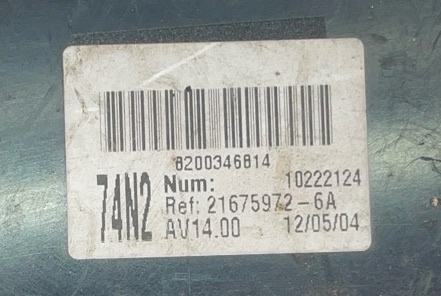 8200346814
74N2
Num: 10222124
Ref: 21675972-6A
AV14.00 12/05/04